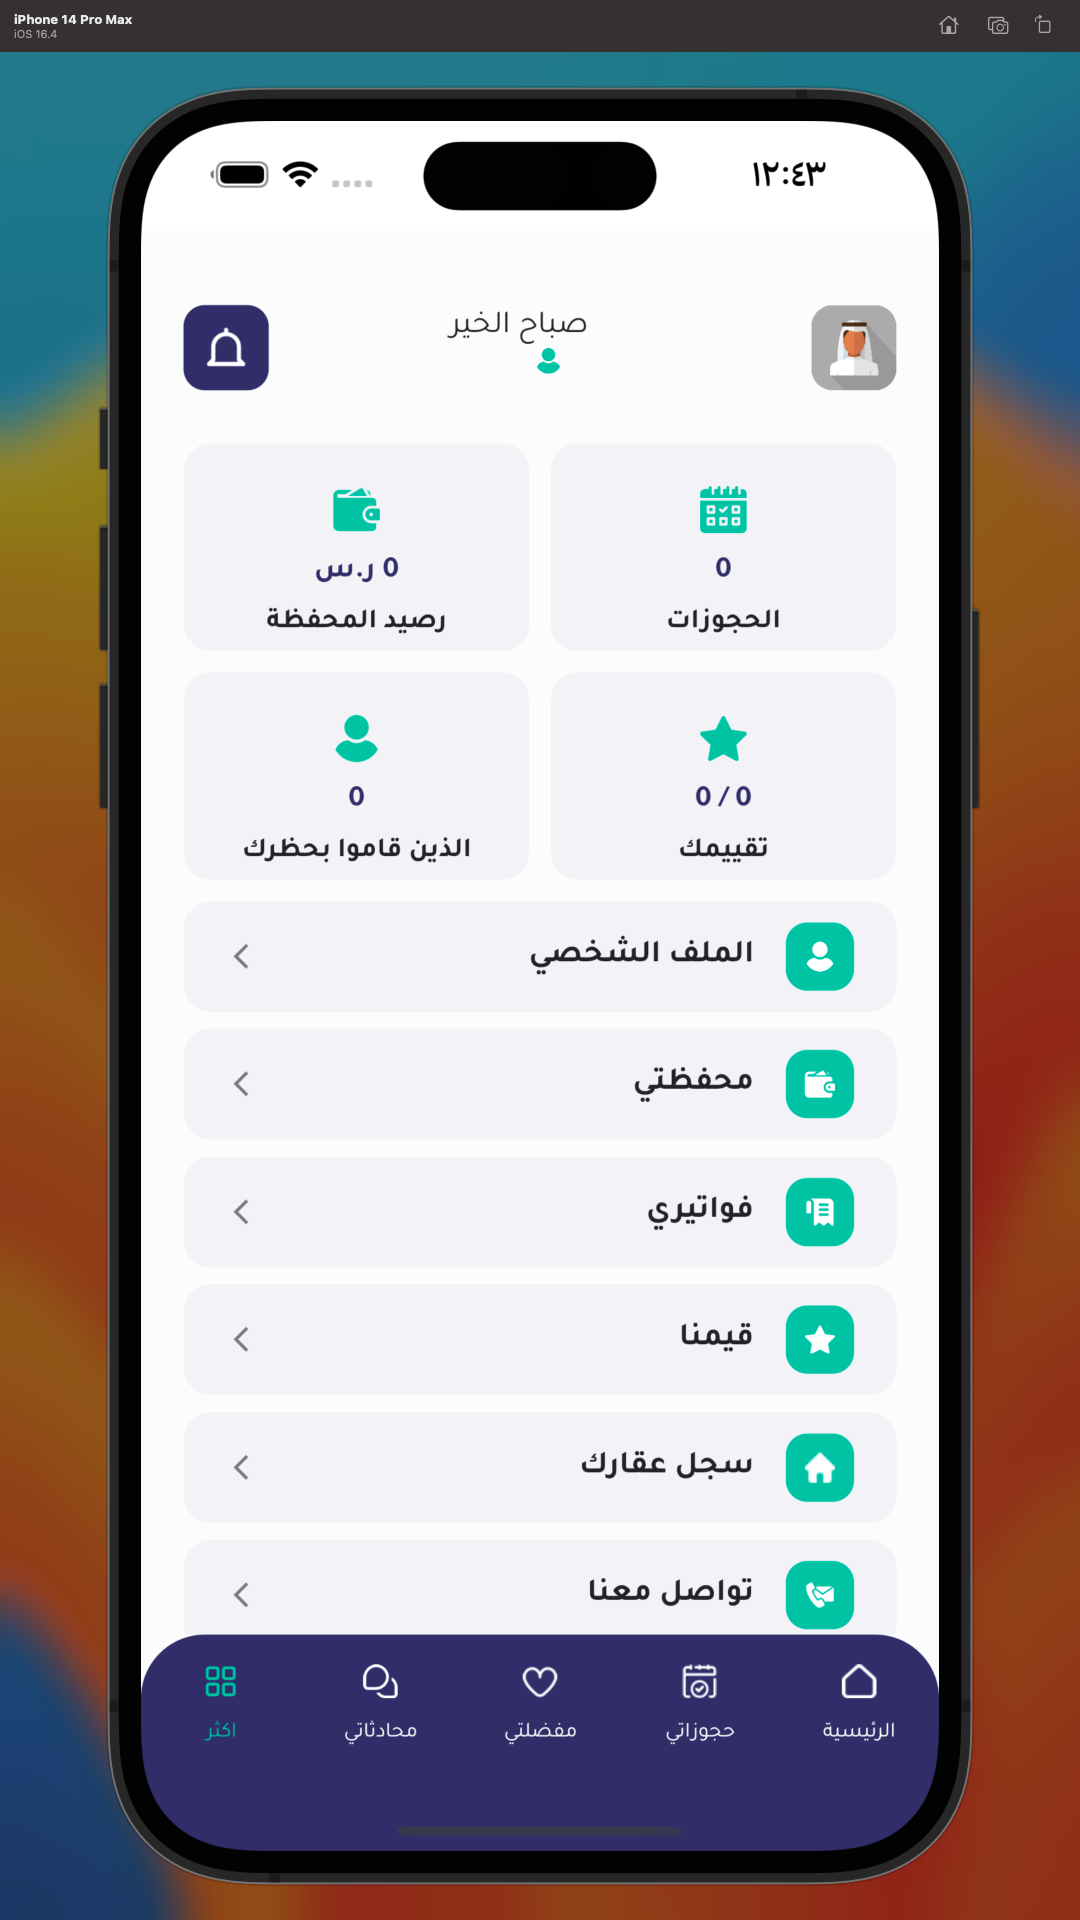 iPhone 14 Pro Max
iOS 16.4
١٢:٤٣
صباح الخير
0
الحجوزات
0 ر.س
رصيد المحفظة
0 / 0
تقييمك
0
الذين قاموا بحظرك
الملف الشخصي
محفظتي
فواتيري
قيمنا
سجل عقارك
تواصل معنا
الرئيسية
حجوزاتي
مفضلتي
محادثاتي
اكثر